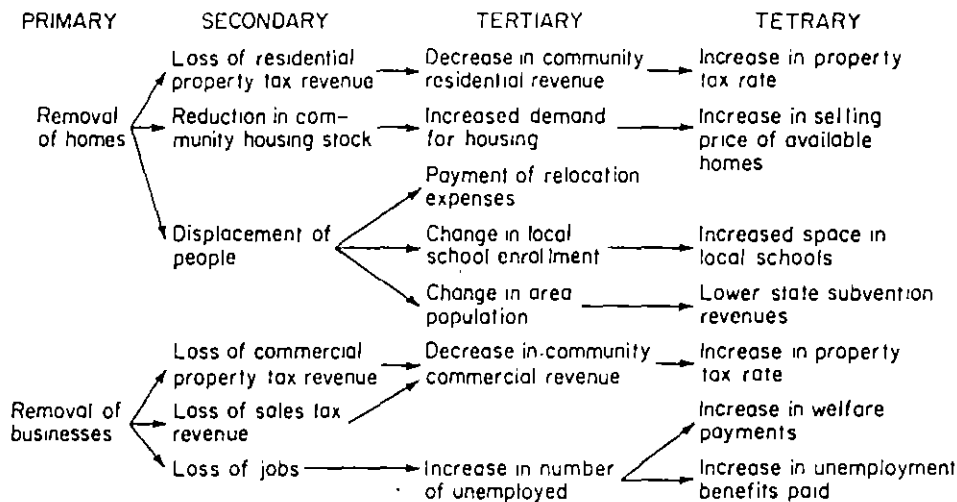 PRIMARY SECONDARY TERTIARY TETRARY
Loss of residential
property tax revenue
Decrease in community
residential revenue
Increase in property
tax rate
Removal
of homes
Reduction in com-
munity housing stock
Increased demand
for housing
Increase in selling
price of available
homes
Displacement of
people
Payment of relocation
expenses
Change in local
school enrollment
Increased space in
local schools
Change in area
population
Lower state subvention
revenues
Removal of
businesses
Loss of commercial
property tax revenue
Decrease in community
commercial revenue
Increase in property
tax rate
Loss of sales tax
revenue
Loss of jobs
Increase in number
of unemployed
Increase in welfare
payments
Increase in unemployment
benefits paid